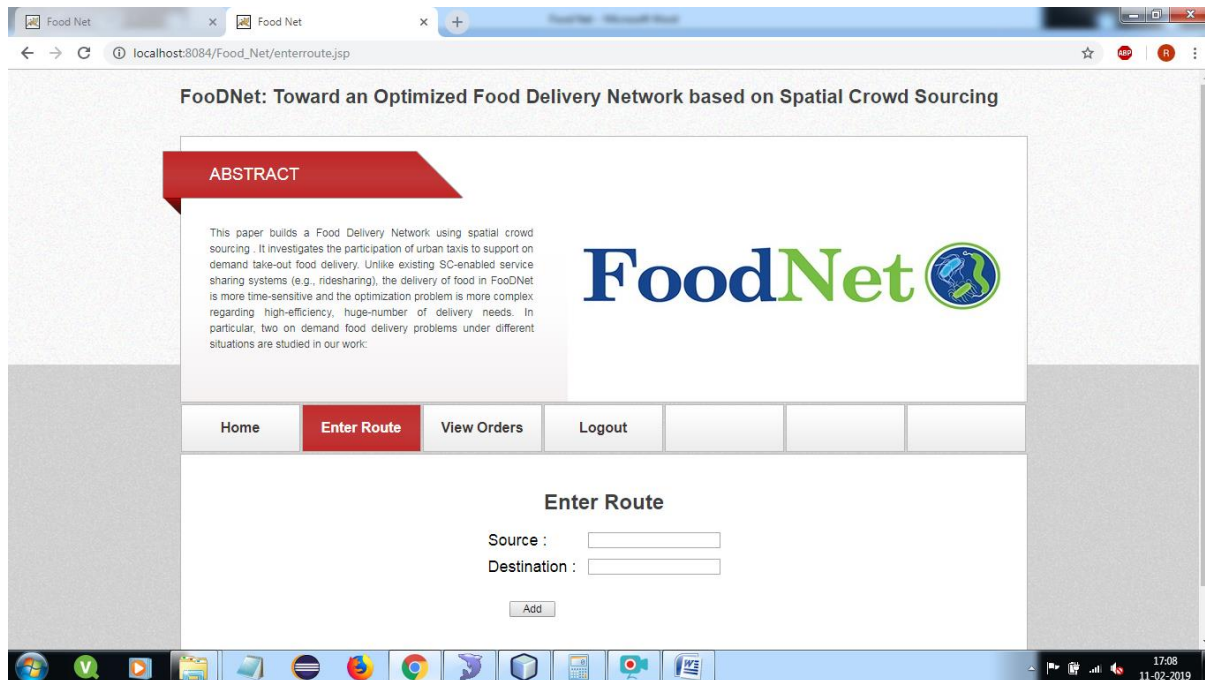 Food Net
Food Net
localhost:8084/Food_Net/enterroute.jsp
ABP
R
FooDNet: Toward an Optimized Food Delivery Network based on Spatial Crowd Sourcing
ABSTRACT
This paper builds a Food Delivery Network using spatial crowd
sourcing . It investigates the participation of urban taxis to support on
demand take-out food delivery. Unlike existing SC-enabled service
sharing systems (e.g., ridesharing), the delivery of food in FooDNet
is more time-sensitive and the optimization problem is more complex
regarding high-efficiency, huge-number of delivery needs. In
particular, two on demand food delivery problems under different
situations are studied in our work:
FoodNet
Home
Enter Route
View Orders
Logout
Enter Route
Source :
Destination :
Add
17:08
11-02-2019